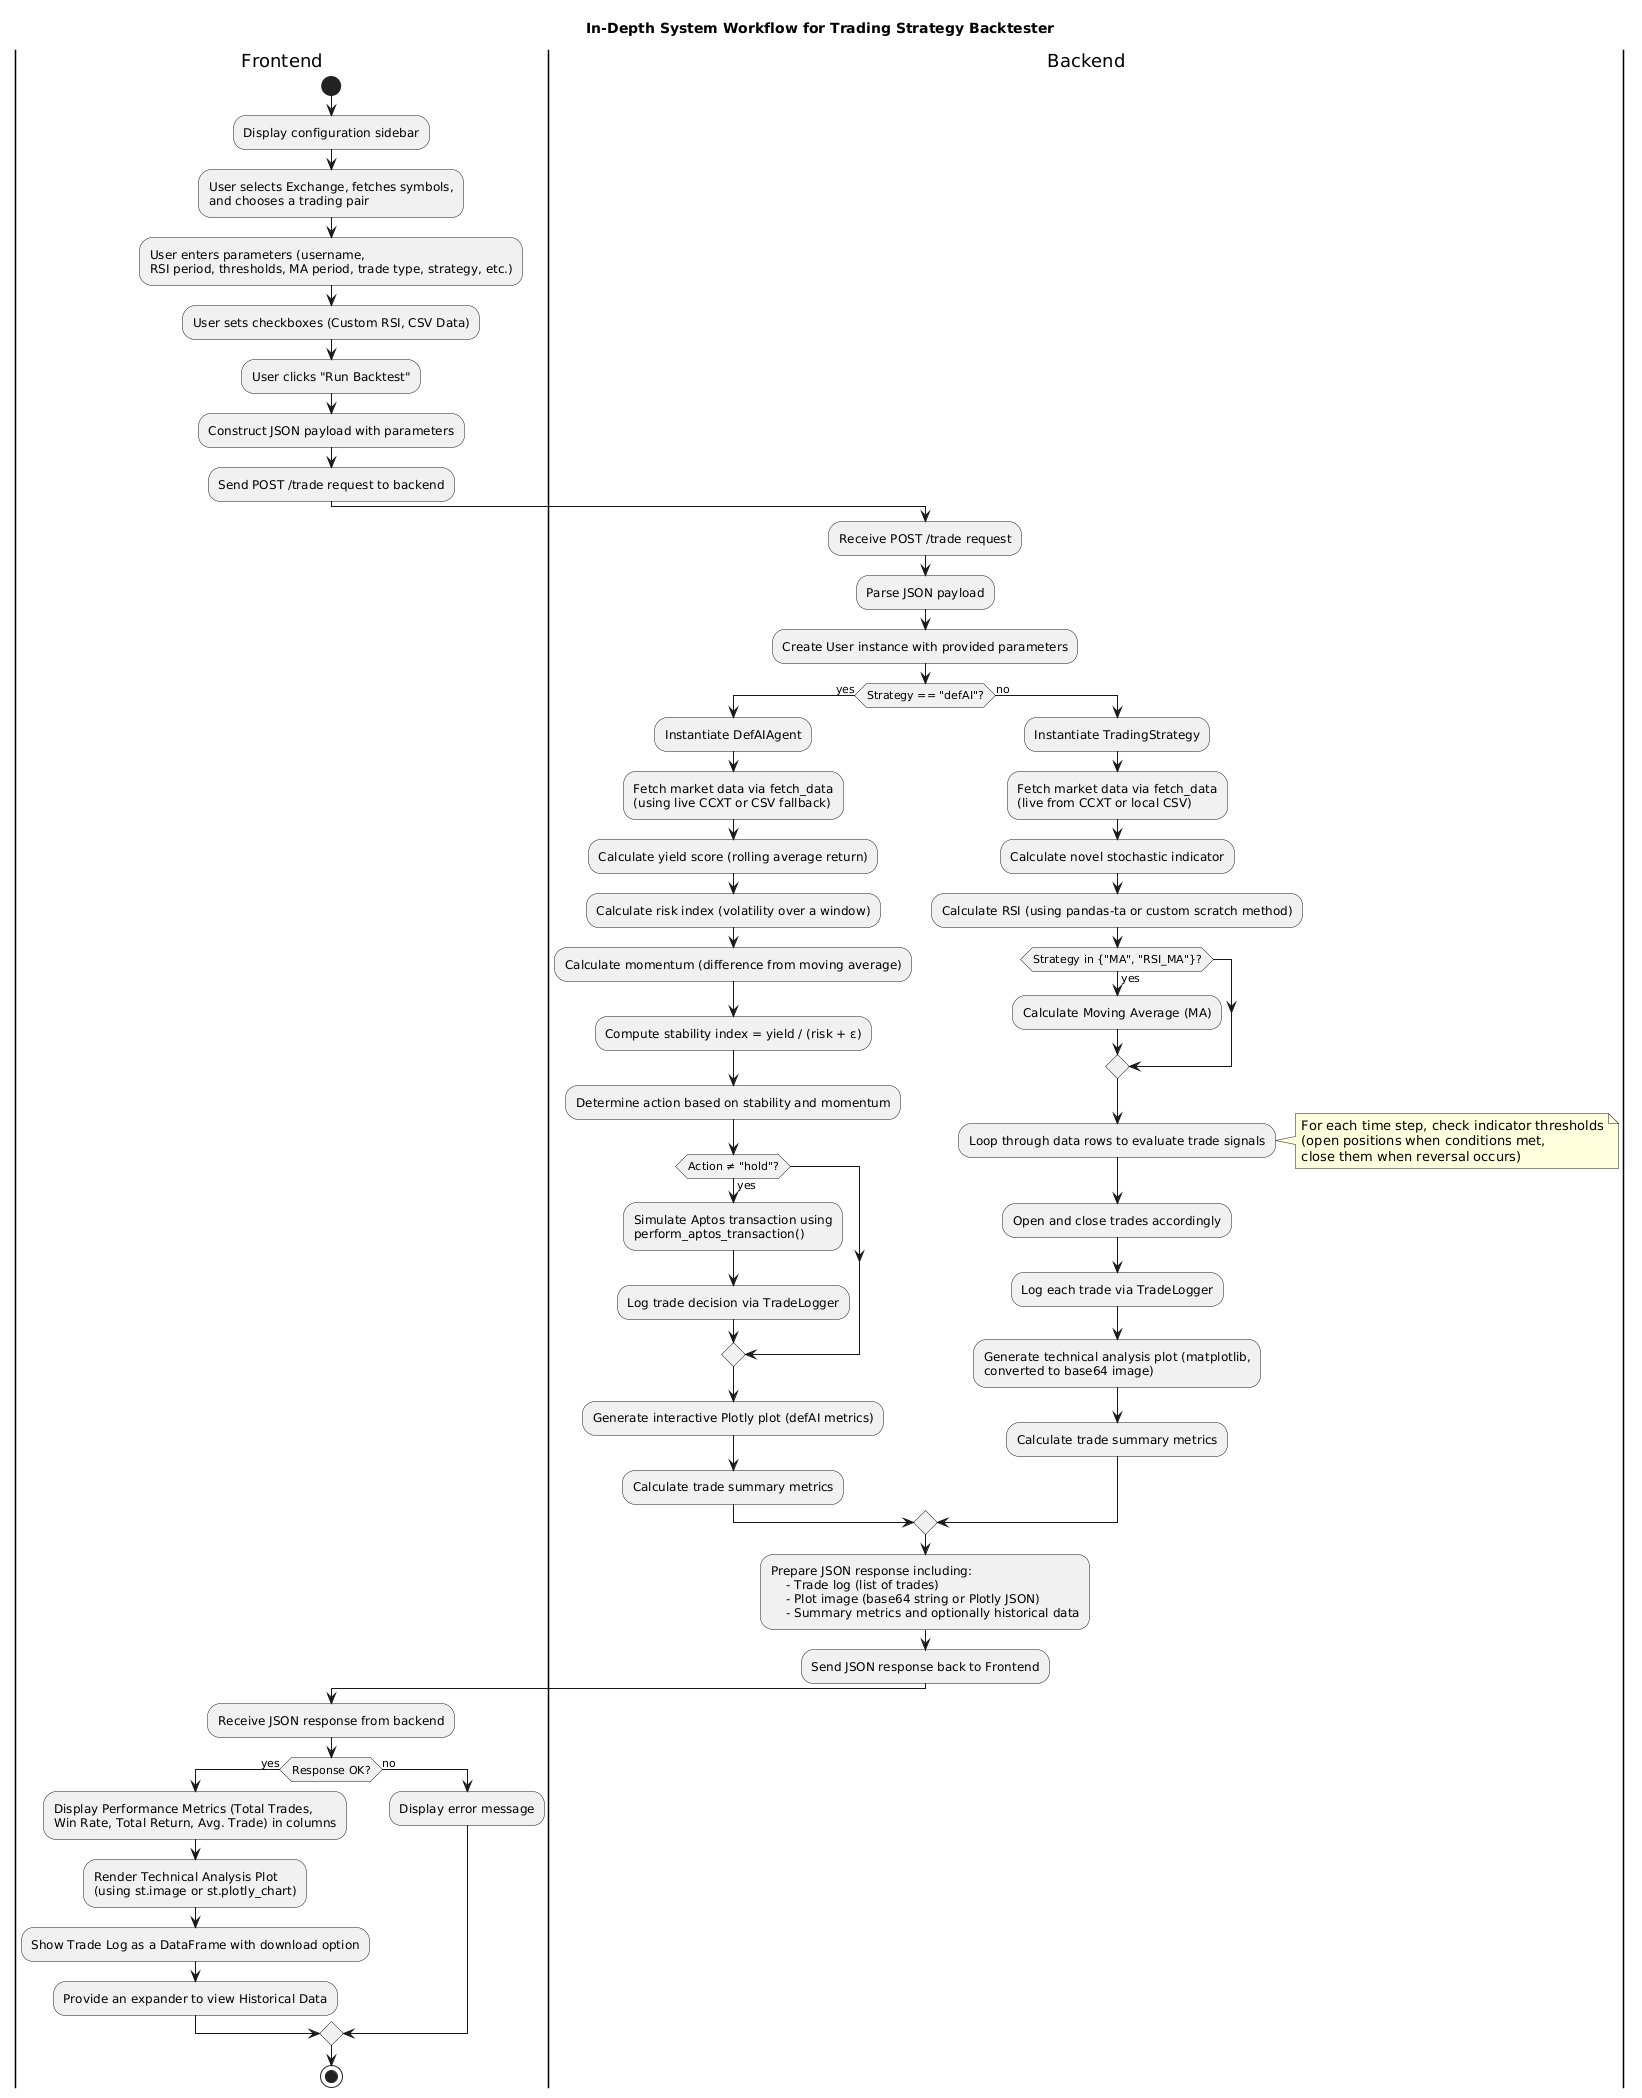 In-Depth System Workflow for Trading Strategy Backtester
Frontend
Backend
Display configuration sidebar
User selects Exchange, fetches symbols,
and chooses a trading pair
User enters parameters (username,
RSI period, thresholds, MA period, trade type, strategy, etc.)
User sets checkboxes (Custom RSI, CSV Data)
User clicks "Run Backtest"
Construct JSON payload with parameters
Send POST /trade request to backend
Receive POST /trade request
Parse JSON payload
Create User instance with provided parameters
yes
Strategy == "defAI"?
no
Instantiate DefAIAgent
Fetch market data via fetch_data
(using live CCXT or CSV fallback)
Calculate yield score (rolling average return)
Calculate risk index (volatility over a window)
Calculate momentum (difference from moving average)
Compute stability index = yield / (risk + ε)
Determine action based on stability and momentum
Action ≠ "hold"?
yes
Simulate Aptos transaction using
perform_aptos_transaction()
Log trade decision via TradeLogger
Generate interactive Plotly plot (defAI metrics)
Calculate trade summary metrics
Instantiate TradingStrategy
Fetch market data via fetch_data
(live from CCXT or local CSV)
Calculate novel stochastic indicator
Calculate RSI (using pandas-ta or custom scratch method)
Strategy in {"MA", "RSI_MA"}?
yes
Calculate Moving Average (MA)
Loop through data rows to evaluate trade signals
For each time step, check indicator thresholds
(open positions when conditions met,
close them when reversal occurs)
Open and close trades accordingly
Log each trade via TradeLogger
Generate technical analysis plot (matplotlib,
converted to base64 image)
Calculate trade summary metrics
Prepare JSON response including:
- Trade log (list of trades)
- Plot image (base64 string or Plotly JSON)
- Summary metrics and optionally historical data
Send JSON response back to Frontend
Receive JSON response from backend
yes
Response OK?
no
Display Performance Metrics (Total Trades,
Win Rate, Total Return, Avg. Trade) in columns
Render Technical Analysis Plot
(using st.image or st.plotly_chart)
Show Trade Log as a DataFrame with download option
Provide an expander to view Historical Data
Display error message